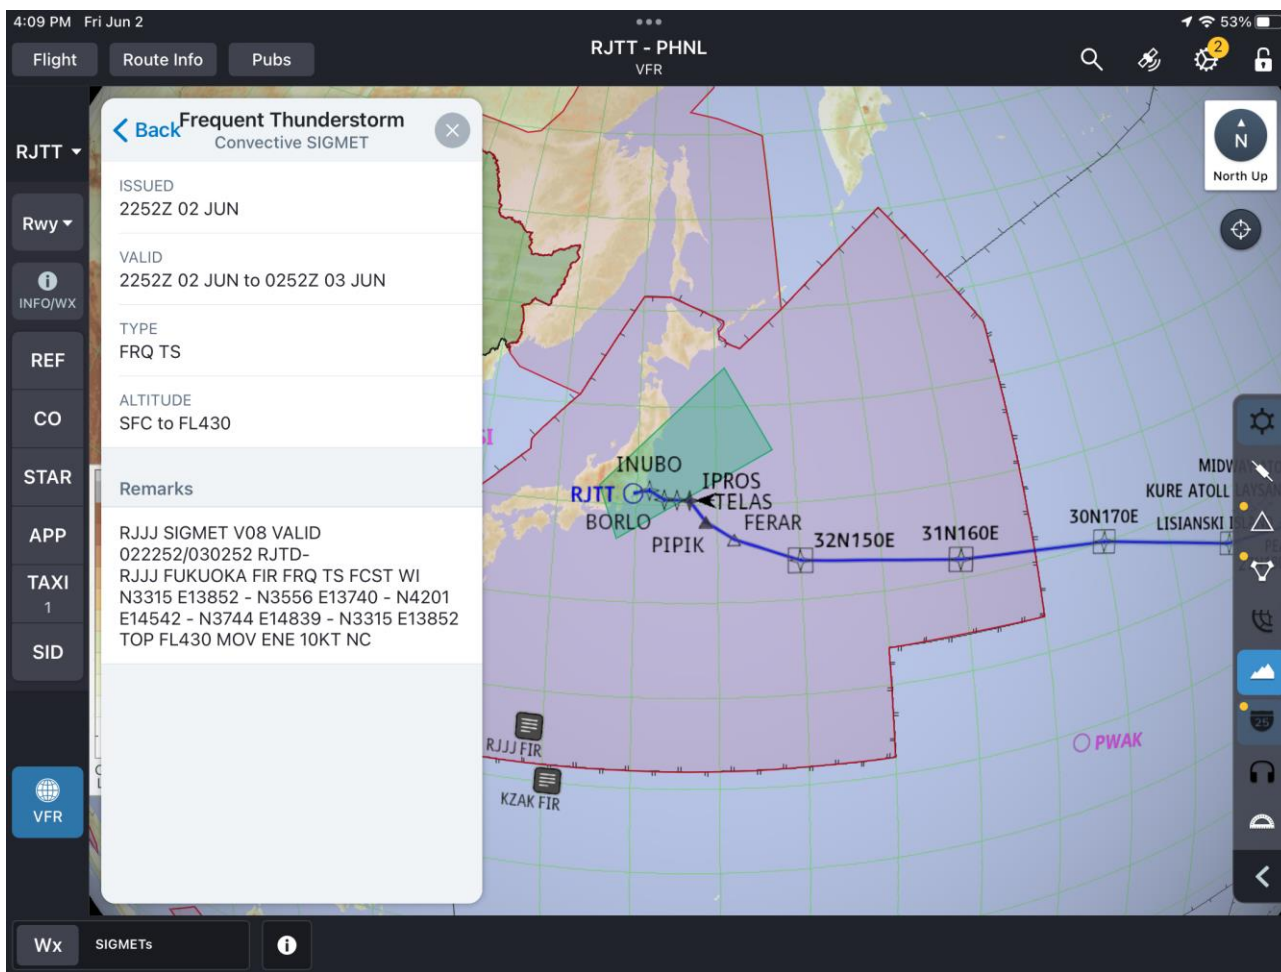 4:09 PM Fri Jun 2
53%
Flight
Route Info
Pubs
RJTT - PHNL
VFR
2
RJTT
Rwy
INFO/WX
REF
CO
STAR
APP
TAXI
1
SID
VFR
Back
Frequent Thunderstorm
Convective SIGMET
ISSUED
2252Z 02 JUN
VALID
2252Z 02 JUN to 0252Z 03 JUN
TYPE
FRQ TS
ALTITUDE
SFC to FL430
Remarks
RJJJ SIGMET V08 VALID
022252/030252 RJTD-
RJJJ FUKUOKA FIR FRQ TS FCST WI
N3315 E13852 - N3556 E13740 - N4201
E14542 - N3744 E14839 - N3315 E13852
TOP FL430 MOV ENE 10KT NC
N
North Up
INUBO
IPROS
RJTT
TELAS
BORLO
FERAR
PIPIK
32N150E
31N160E
30N170E
KURE ATOLL
LISIANSKI
PWAK
RJJJ FIR
KZAK FIR
25
Wx
SIGMETs